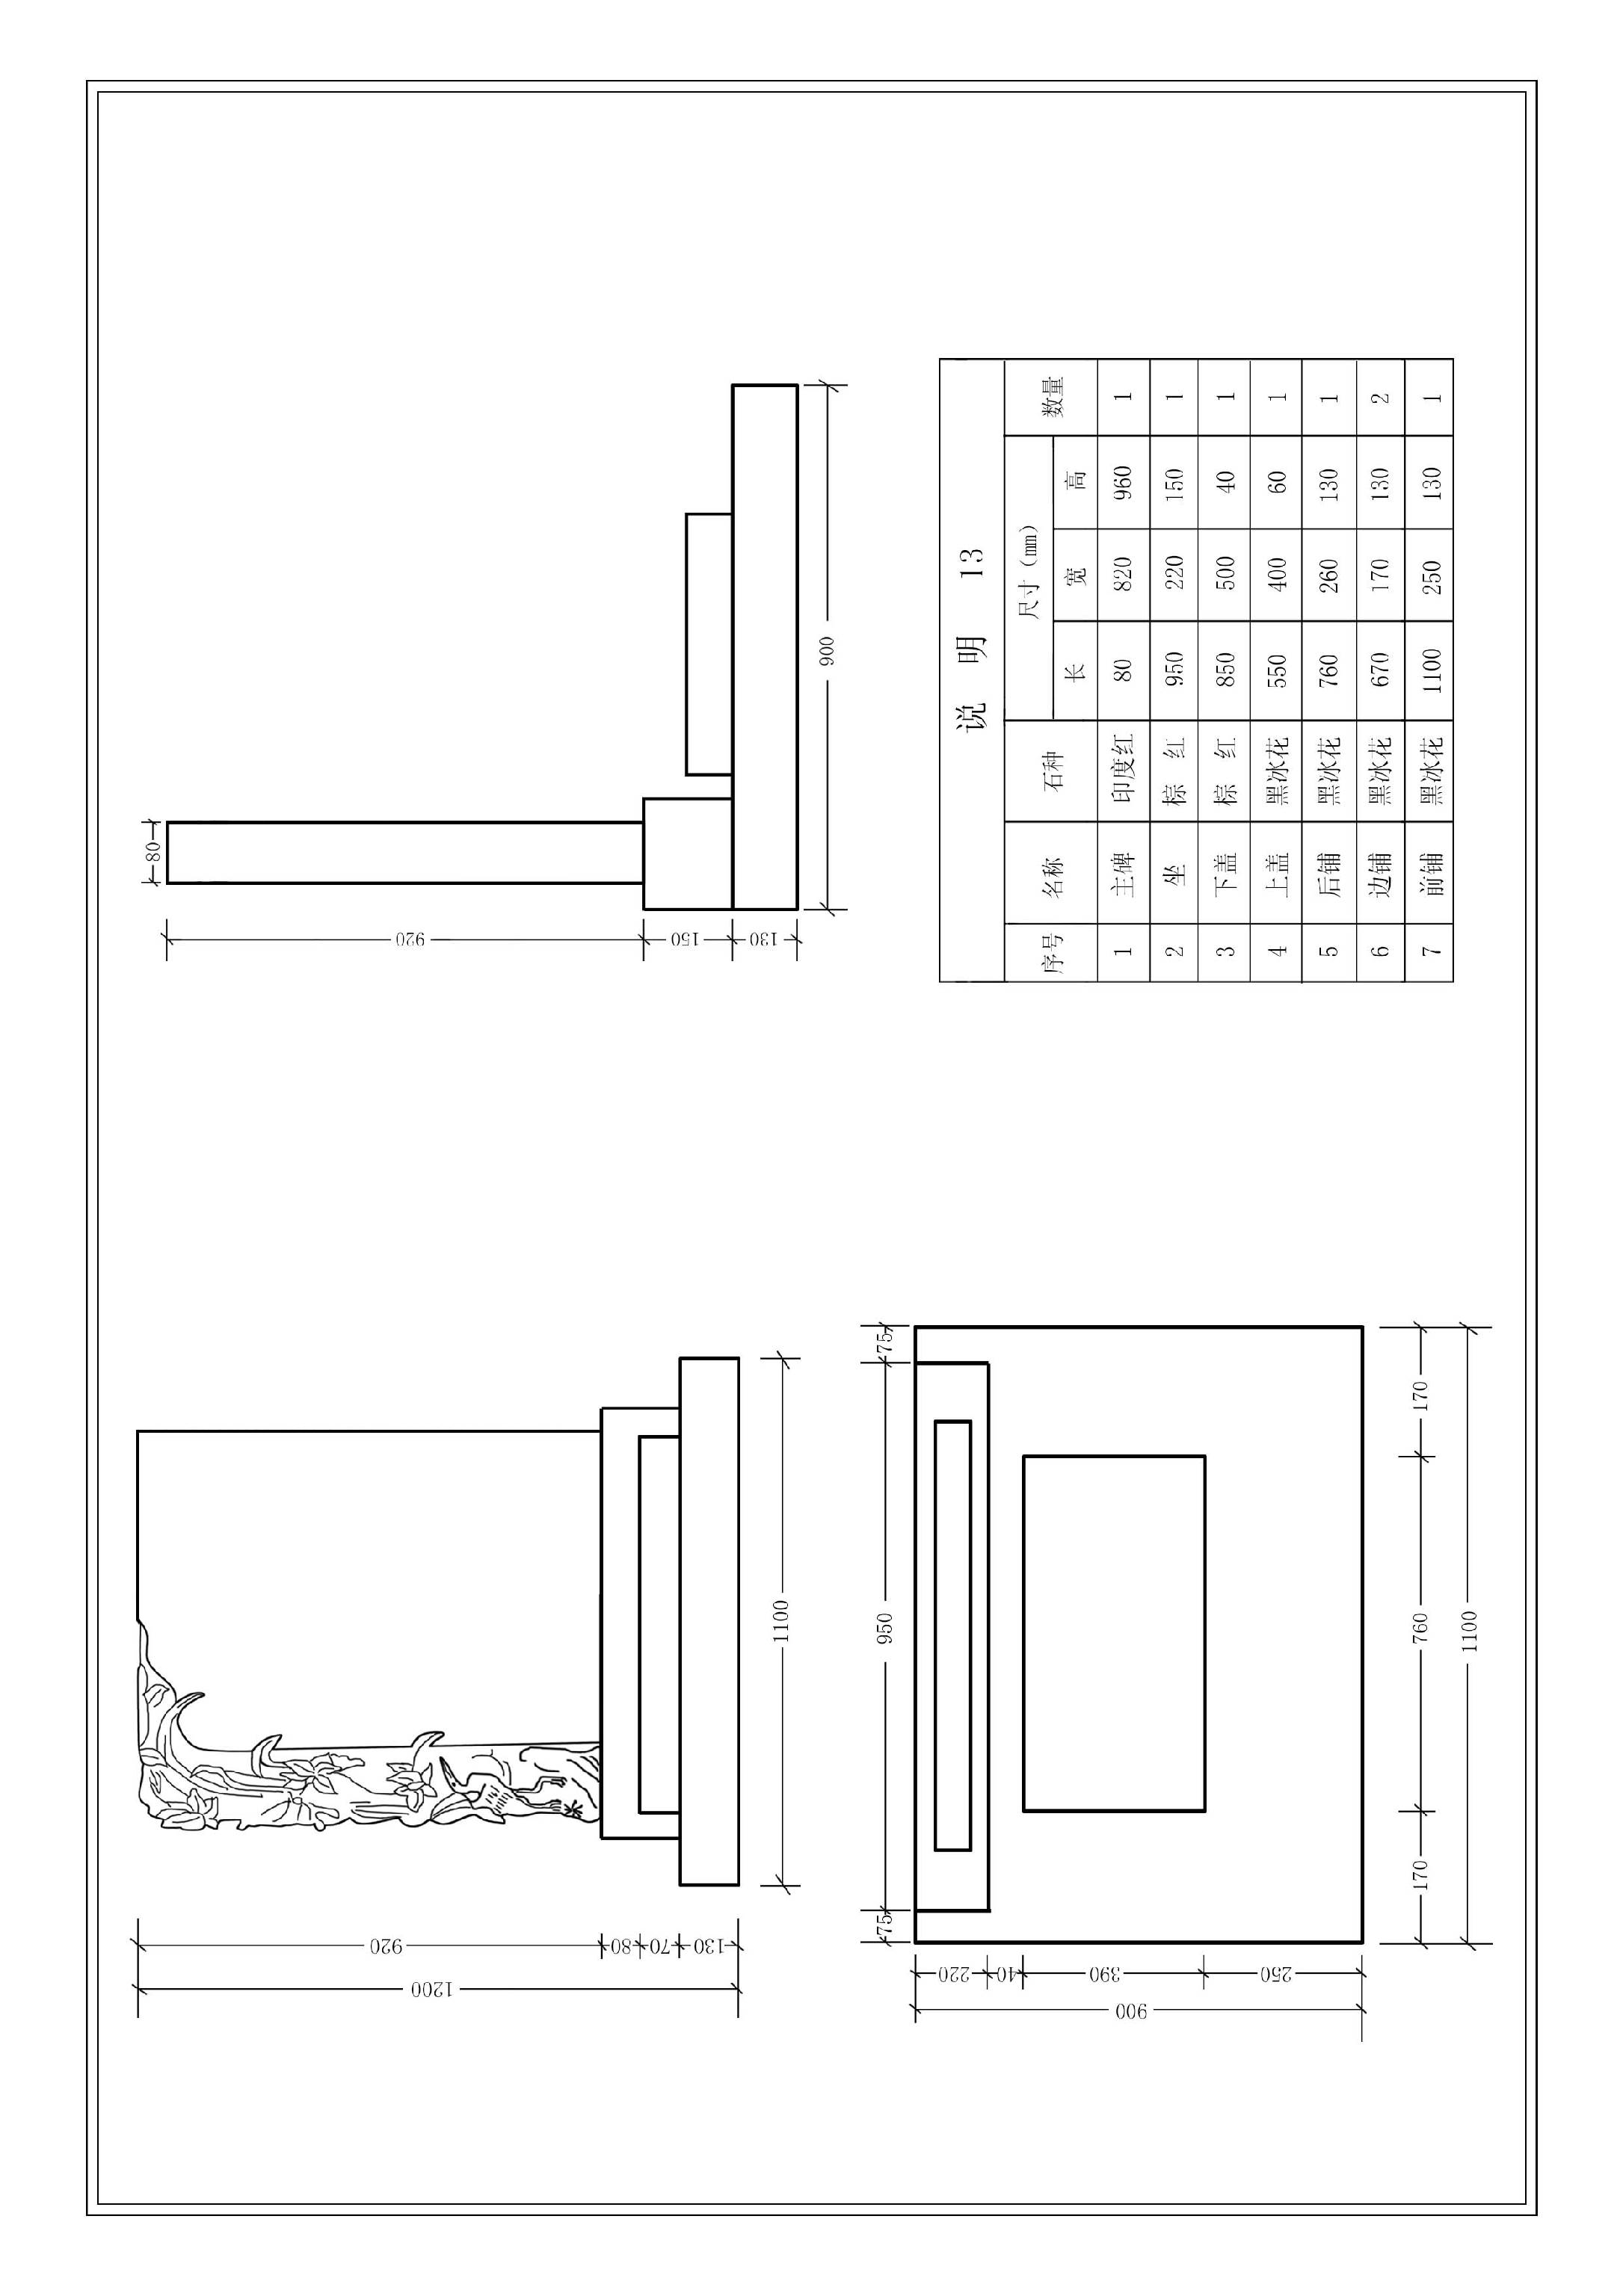 920
80
70
130
1200
1100
80
920
150
130
900
75
950
75
220
40
390
250
900
170
760
170
1100
说 明 13
序号 名称 石种 尺寸（mm） 数量
长 宽 高
1 主碑 印度红 80 820 960 1
2 坐 棕 红 950 220 150 1
3 下盖 棕 红 850 500 40 1
4 上盖 黑冰花 550 400 60 1
5 后铺 黑冰花 760 260 130 1
6 边铺 黑冰花 670 170 130 2
7 前铺 黑冰花 1100 250 130 1